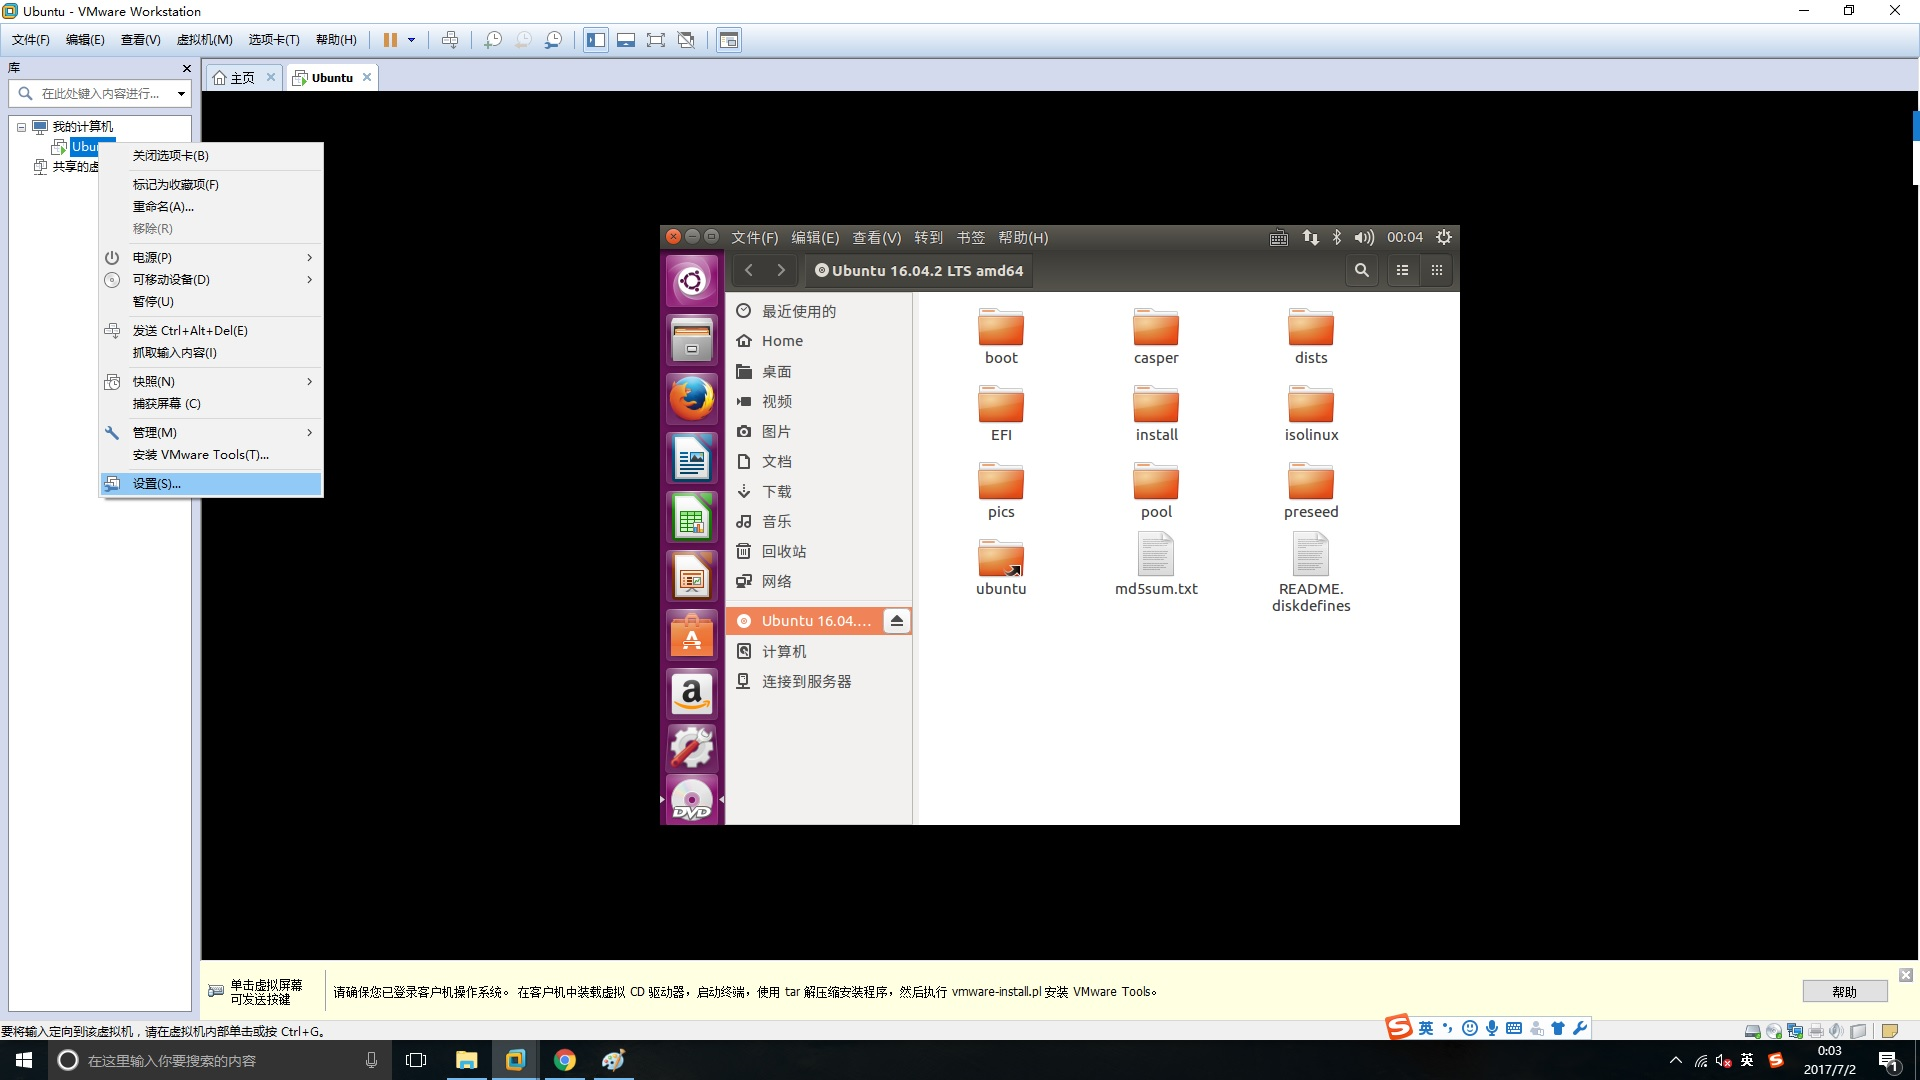 Ubuntu - VMware Workstation
文件(F) 编辑(E) 查看(V) 虚拟机(M) 选项卡(T) 帮助(H)
库
主页
Ubuntu
在此处键入内容进行...
我的计算机
Ubu
共享的虚
关闭选项卡(B)
标记为收藏项(F)
重命名(A)...
移除(R)
电源(P)
可移动设备(D)
暂停(U)
发送 Ctrl+Alt+Del(E)
抓取输入内容(I)
快照(N)
捕获屏幕 (C)
管理(M)
安装 VMware Tools(T)...
设置(S)...
文件(F) 编辑(E) 查看(V) 转到 书签 帮助(H)
00:04
Ubuntu 16.04.2 LTS amd64
最近使用的
Home
桌面
视频
图片
文档
下载
音乐
回收站
网络
Ubuntu 16.04....
计算机
连接到服务器
boot
casper
dists
EFI
install
isolinux
pics
pool
preseed
ubuntu
md5sum.txt
README.
diskdefines
A
a
DVD
单击虚拟屏幕
可发送按键
请确保您已登录客户机操作系统。 在客户机中装载虚拟 CD 驱动器，启动终端，使用 tar 解压缩安装程序，然后执行 vmware-install.pl 安装 VMware Tools。
帮助
要将输入定向到该虚拟机，请在虚拟机内部单击或按 Ctrl+G。
S 英
在这里输入你要搜索的内容
英 S
0:03
2017/7/2
1